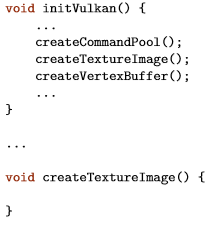 void initVulkan() {
    ...
    createCommandPool();
    createTextureImage();
    createVertexBuffer();
    ...
}

...

void createTextureImage() {

}